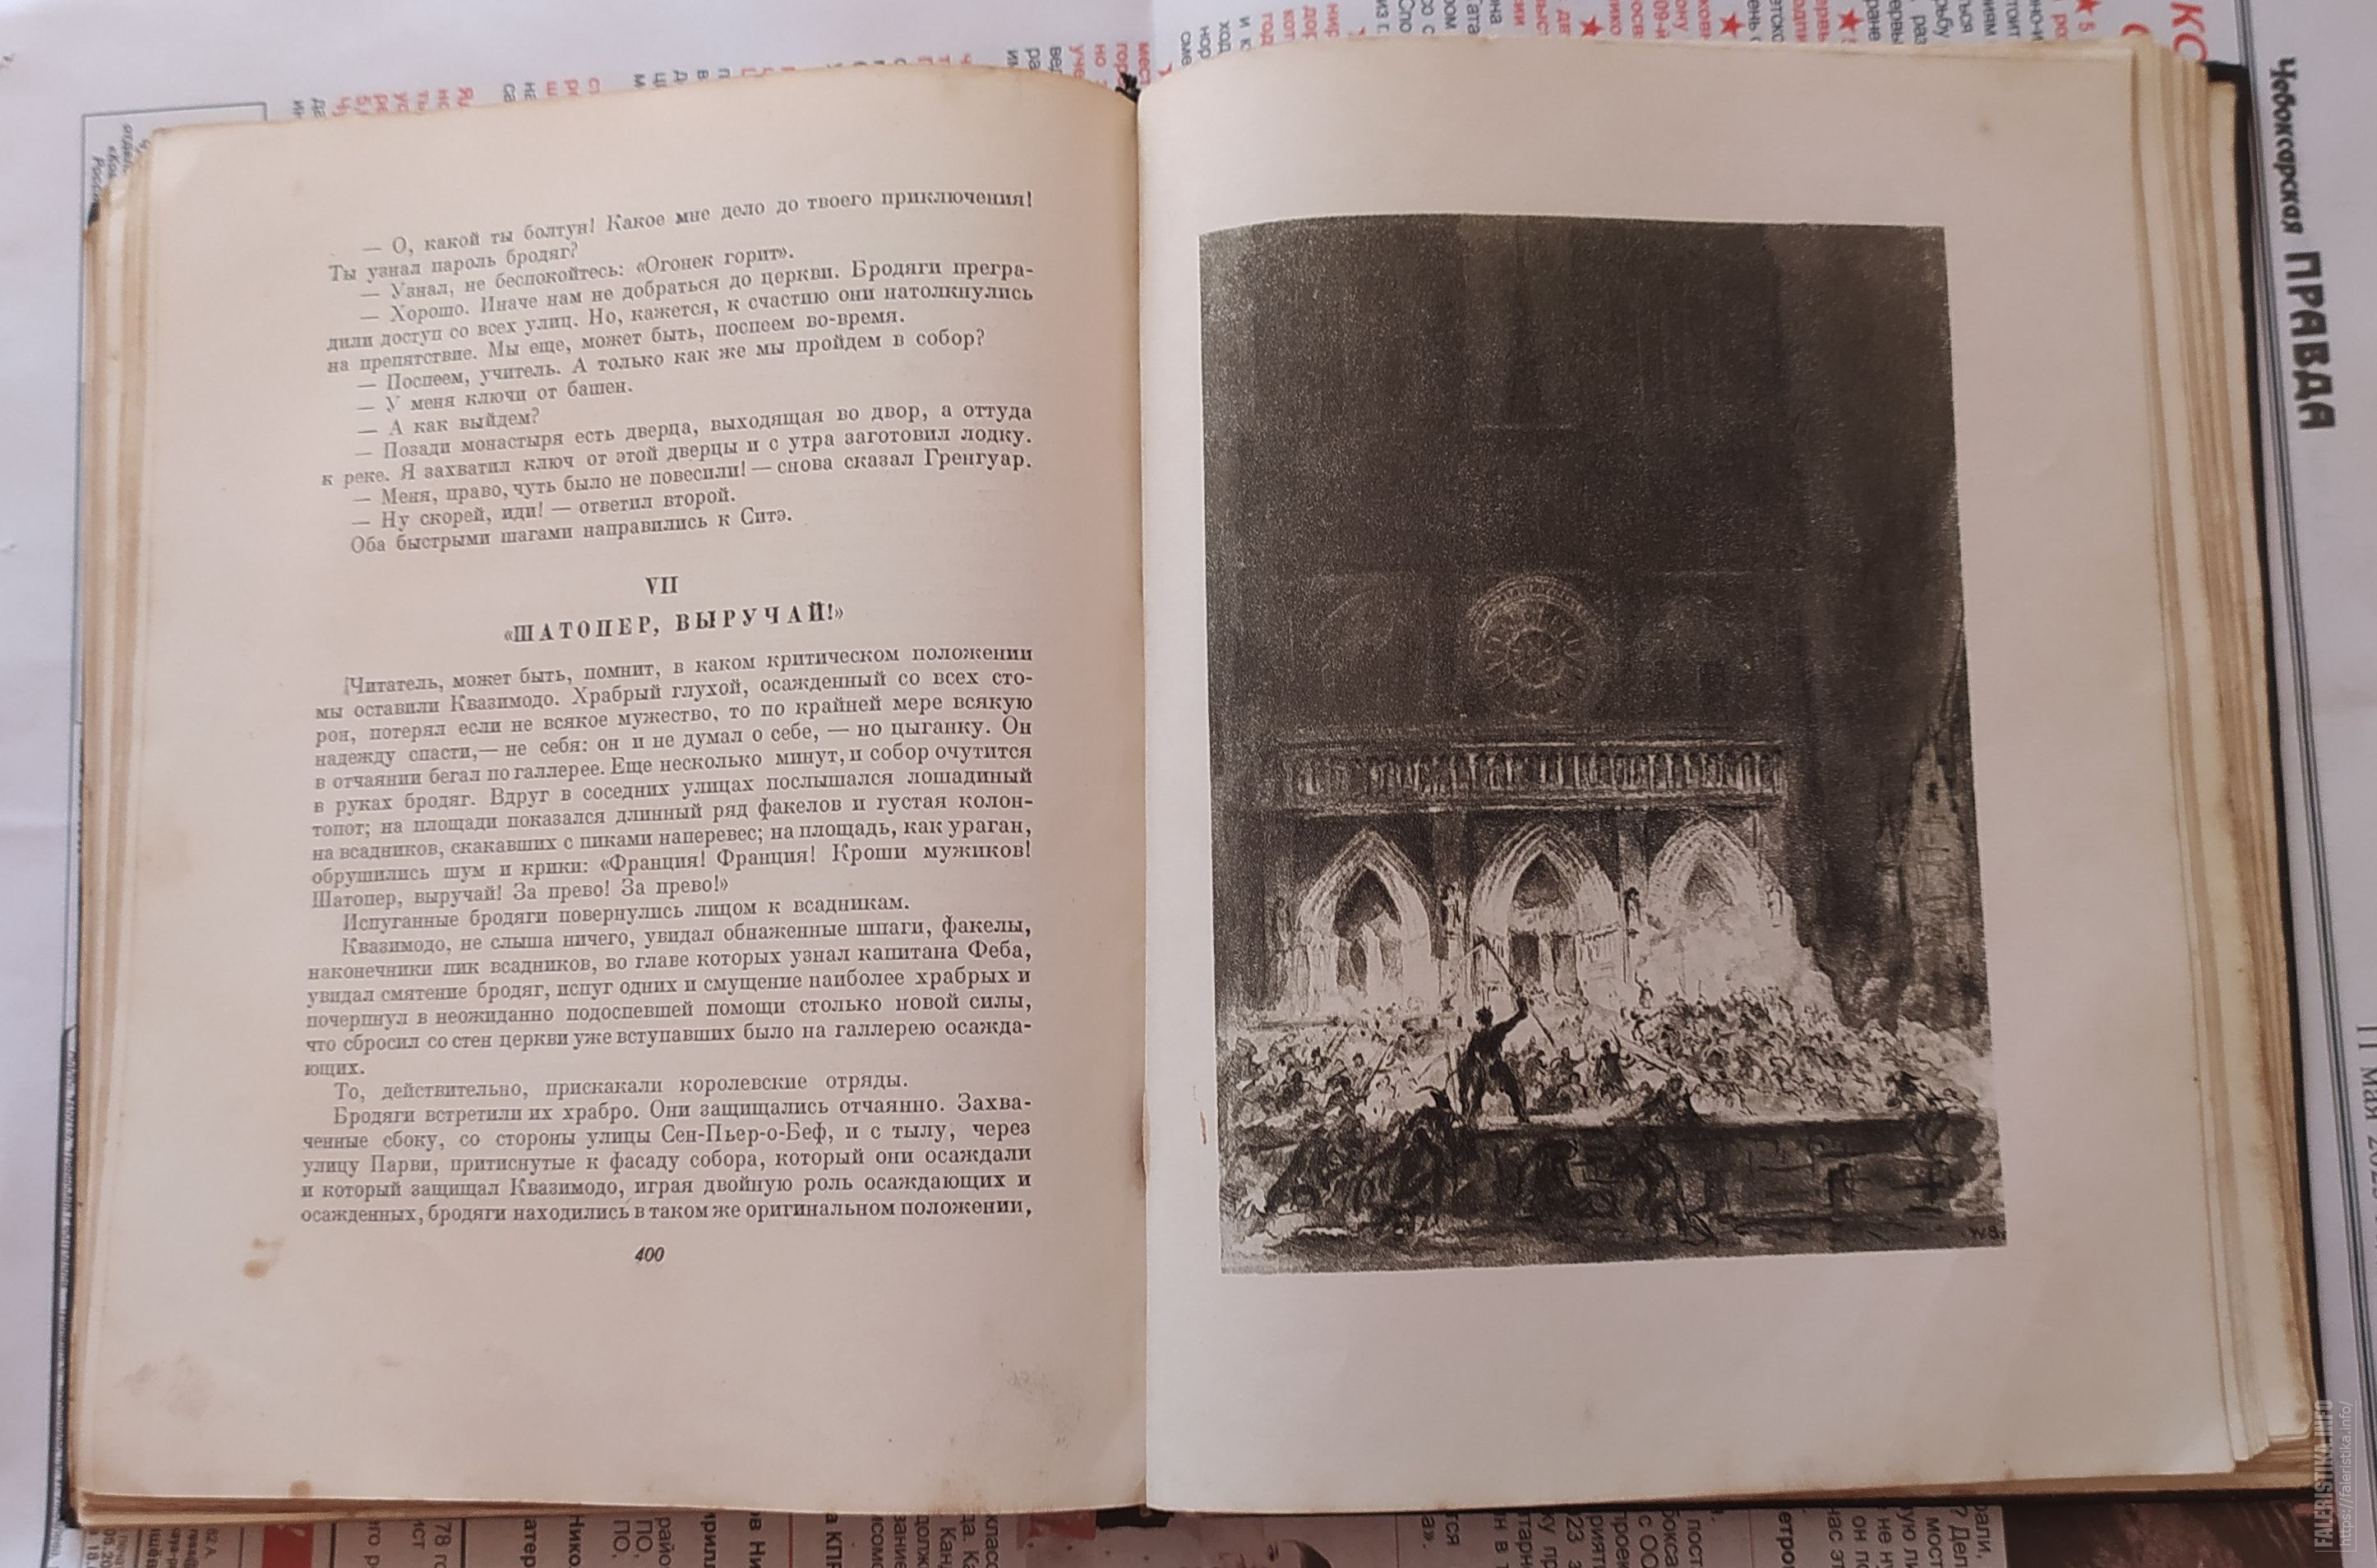 — О, какой ты болтун! Какое мне дело до твоего приключения!
Ты узнал пароль бродяг?
— Узнал, не беспокойтесь: «Огонек горит».
— Хорошо. Иначе нам не добраться до церкви. Бродяги прегра-
дили доступ со всех улиц. Но, кажется, к счастию они натолкнулись
на препятствие. Мы еще, может быть, поспеем во-время.
— Поспеем, учитель. А только как же мы пройдем в собор?
— У меня ключи от башен.
— А как выйдем?
— Позади монастыря есть дверца, выходящая во двор, а оттуда
к реке. Я захватил ключ от этой дверцы и с утра заготовил лодку.
— Меня, право, чуть было не повесили! — снова сказал Гренгуар.
— Ну скорей, иди! — ответил второй.
Оба быстрыми шагами направились к Ситэ.
VII
«ШАТОПЕР, ВЫРУЧАЙ!»
Читатель, может быть, помнит, в каком критическом положении
мы оставили Квазимодо. Храбрый глухой, осажденный со всех сто-
рон, потерял если не всякое мужество, то по крайней мере всякую
надежду спасти,— не себя: он и не думал о себе, — но цыганку. Он
в отчаянии бегал по галлерее. Еще несколько минут, и собор очутится
в руках бродяг. Вдруг в соседних улицах послышался лошадиный
топот; на площади показался длинный ряд факелов и густая колон-
на всадников, скакавших с пиками наперевес; на площадь, как ураган,
обрушились шум и крики: «Франция! Франция! Кроши мужиков!
Шатопер, выручай! За прево! За прево!»
Испуганные бродяги повернулись лицом к всадникам.
Квазимодо, не слыша ничего, увидал обнаженные шпаги, факелы,
наконечники пик всадников, во главе которых узнал капитана Феба,
увидал смятение бродяг, испуг одних и смущение наиболее храбрых и
почерпнул в неожиданно подоспевшей помощи столько новой силы,
что сбросил со стен церкви уже вступавших было на галлерею осажда-
ющих.
То, действительно, прискакали королевские отряды.
Бродяги встретили их храбро. Они защищались отчаянно. Захва-
ченные сбоку, со стороны улицы Сен-Пьер-о-Беф, и с тылу, через
улицу Парви, притиснутые к фасаду собора, который они осаждали
и который защищал Квазимодо, играя двойную роль осаждающих и
осажденных, бродяги находились в таком же оригинальном положении,
400
Чебоксарская ПРАВДА
11 мая
FALERISTIKA.INFO
https://faleristika.info/